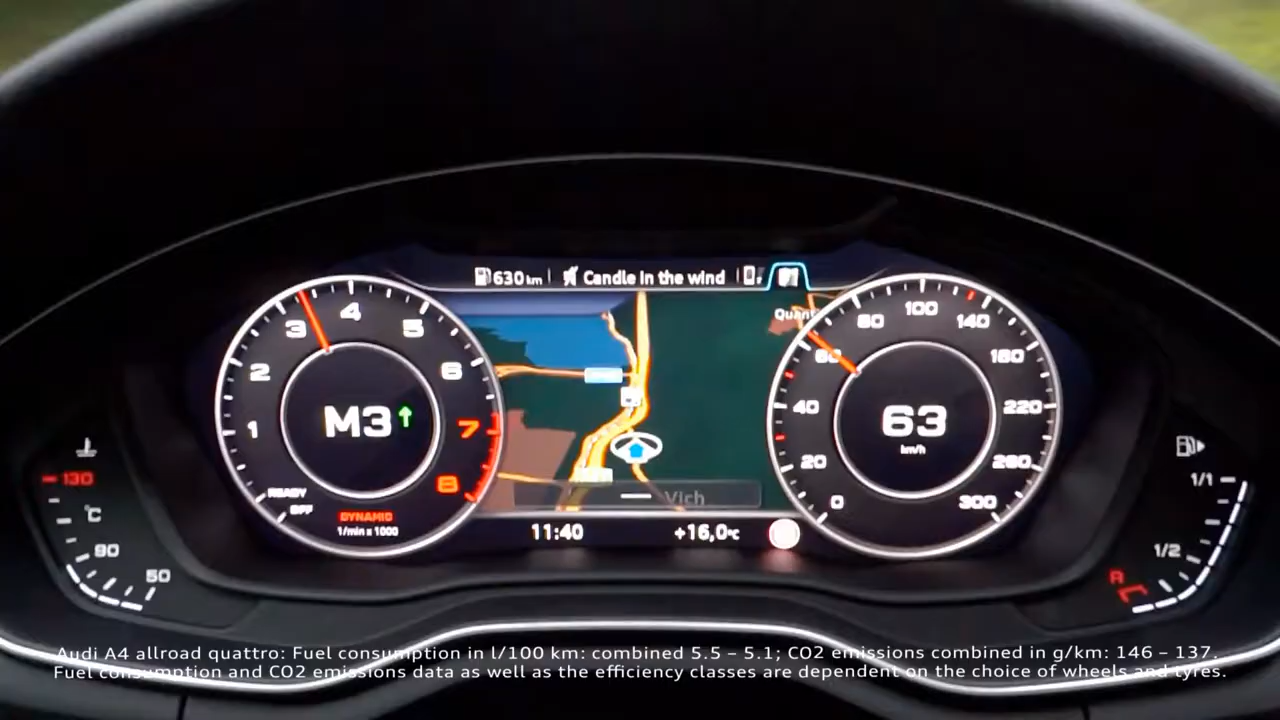 630 km
Candle in the wind
1
2
3
4
5
6
7
8
M3
READY
OFF
DYNAMIC
1/min x 1000
Vich
11:40
+16,0°C
0
20
40
60
80
100
140
180
220
260
300
63
km/h
130
°C
90
50
1/1
1/2
R
Audi A4 allroad quattro: Fuel consumption in l/100 km: combined 5.5 – 5.1; CO2 emissions combined in g/km: 146 – 137.
Fuel consumption and CO2 emissions data as well as the efficiency classes are dependent on the choice of wheels and tyres.